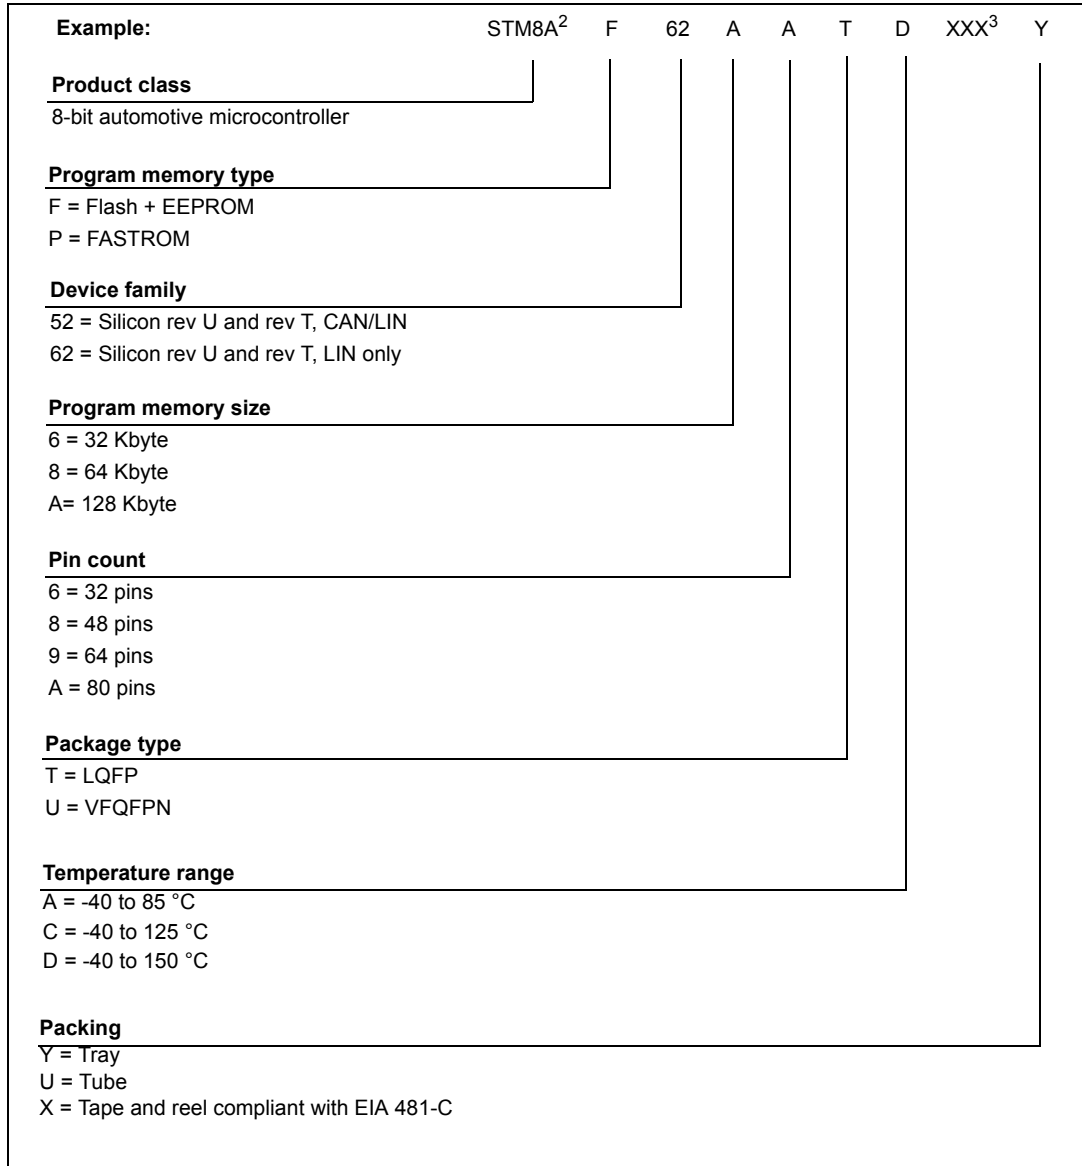 Example: STM8A2 F 62 A A T D XXX3 Y
Product class
8-bit automotive microcontroller
Program memory type
F = Flash + EEPROM
P = FASTROM
Device family
52 = Silicon rev U and rev T, CAN/LIN
62 = Silicon rev U and rev T, LIN only
Program memory size
6 = 32 Kbyte
8 = 64 Kbyte
A= 128 Kbyte
Pin count
6 = 32 pins
8 = 48 pins
9 = 64 pins
A = 80 pins
Package type
T = LQFP
U = VFQFPN
Temperature range
A = -40 to 85 °C
C = -40 to 125 °C
D = -40 to 150 °C
Packing
Y = Tray
U = Tube
X = Tape and reel compliant with EIA 481-C